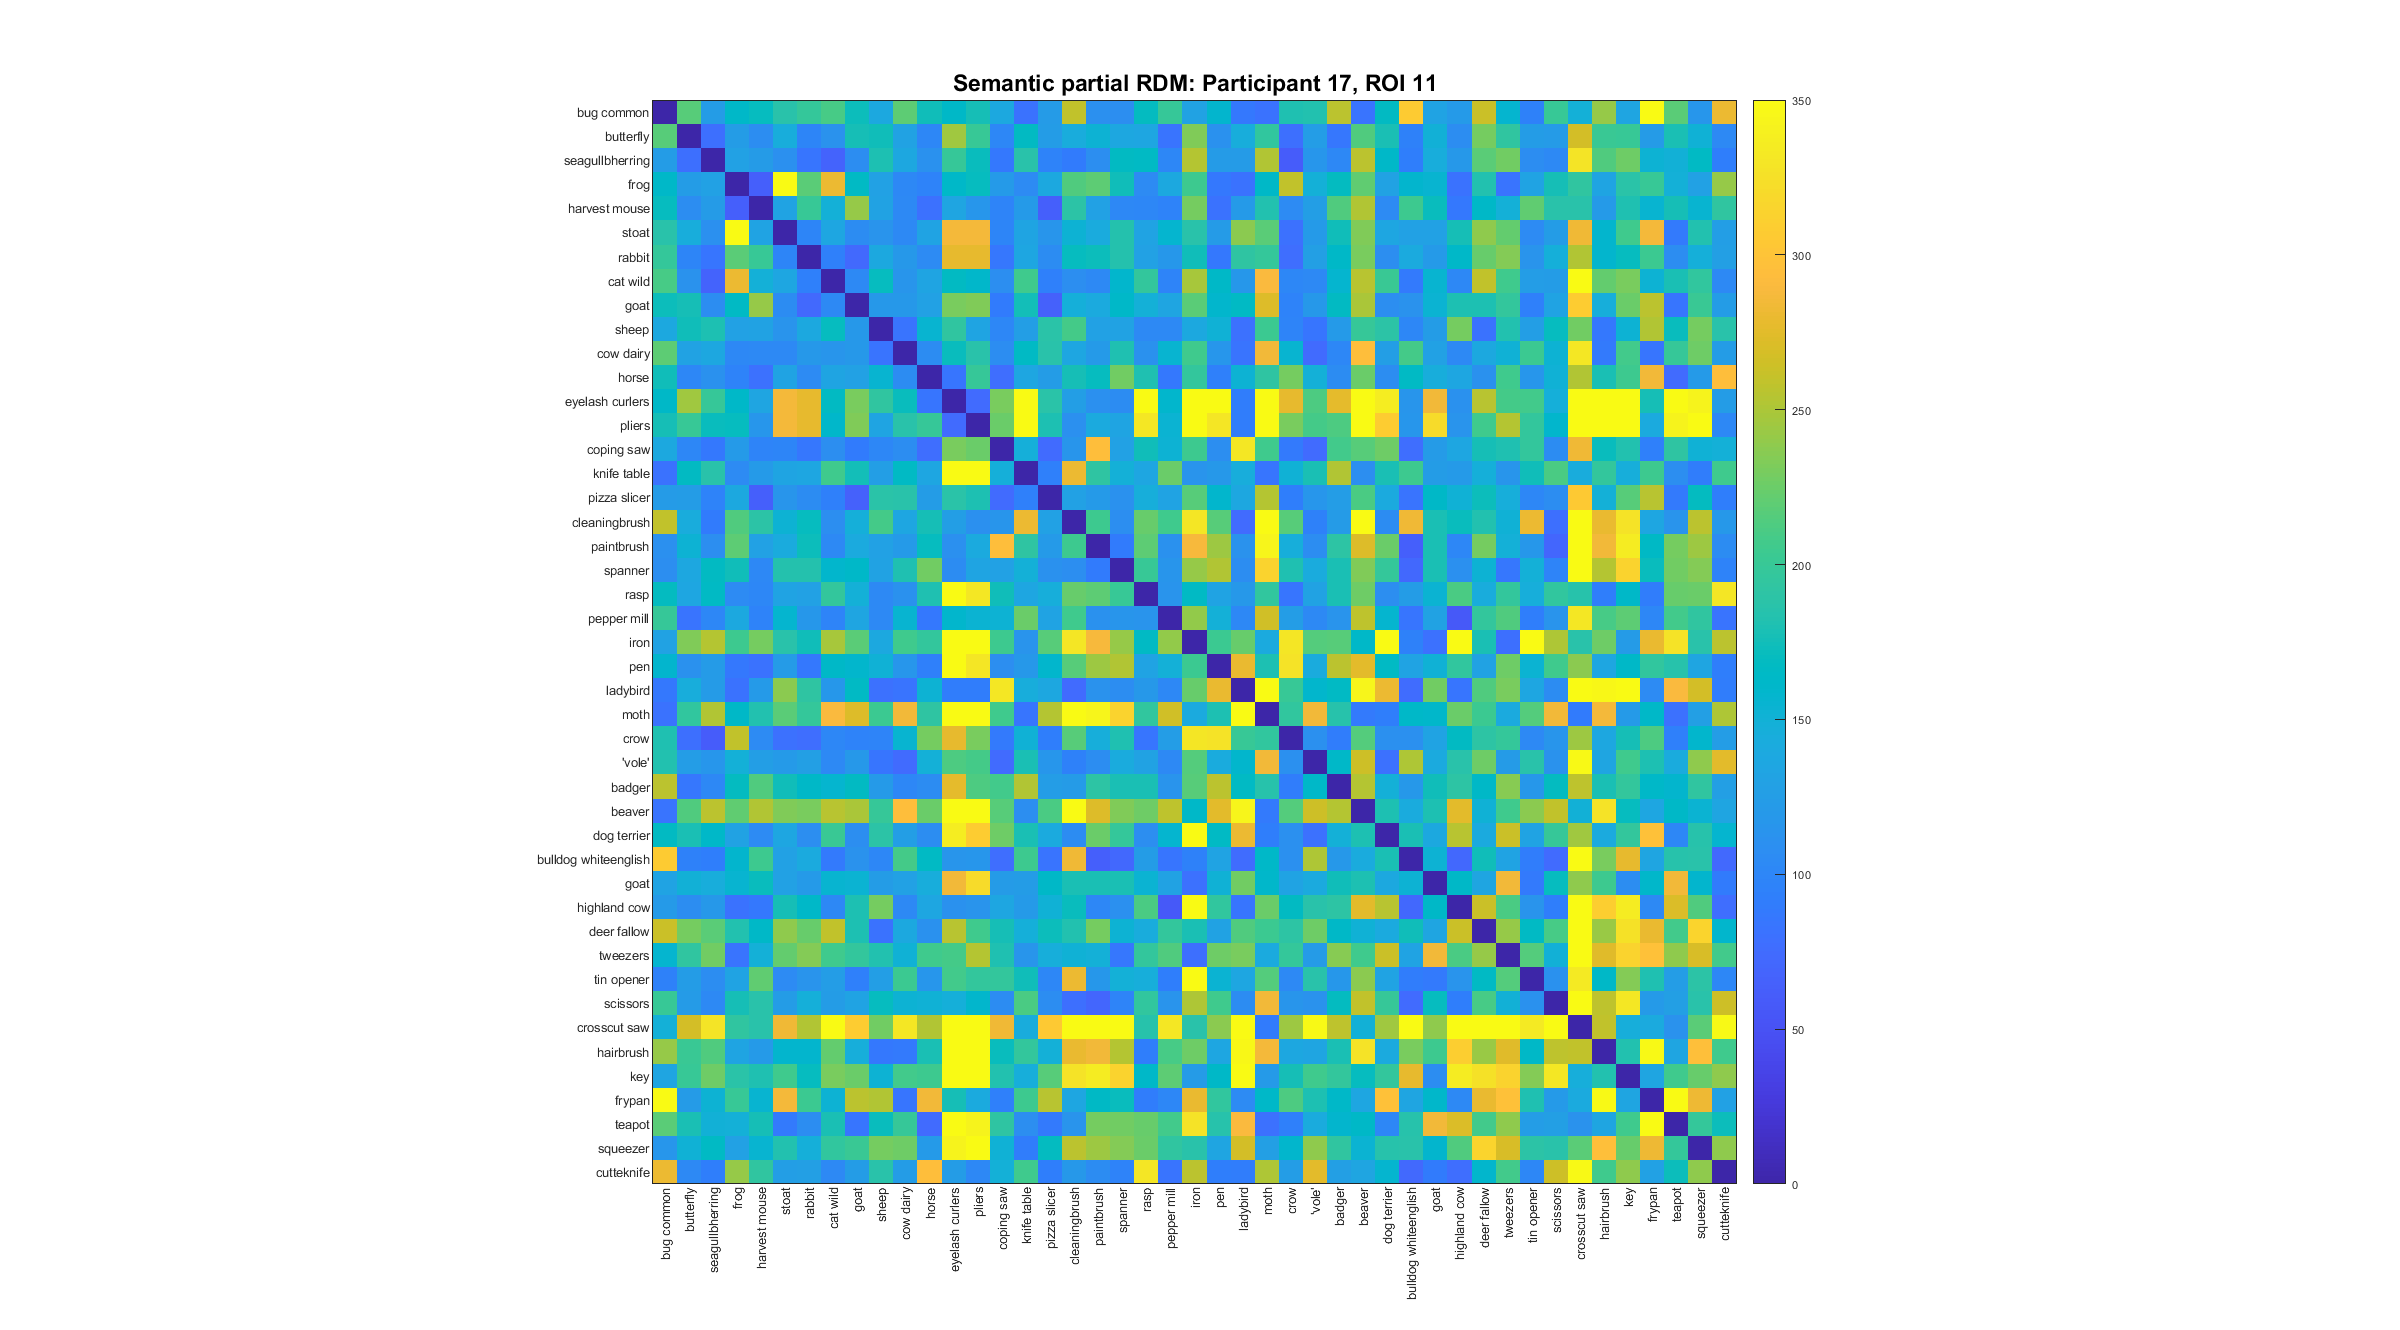 Semantic partial RDM: Participant 17, ROI 11
bug common
butterfly
seagullbherring
frog
harvest mouse
stoat
rabbit
cat wild
goat
sheep
cow dairy
horse
eyelash curlers
pliers
coping saw
knife table
pizza slicer
cleaningbrush
paintbrush
spanner
rasp
pepper mill
iron
pen
ladybird
moth
crow
'vole'
badger
beaver
dog terrier
bulldog whiteenglish
goat
highland cow
deer fallow
tweezers
tin opener
scissors
crosscut saw
hairbrush
key
frypan
teapot
squeezer
cutteknife
bug common
butterfly
seagullbherring
frog
harvest mouse
stoat
rabbit
cat wild
goat
sheep
cow dairy
horse
eyelash curlers
pliers
coping saw
knife table
pizza slicer
cleaningbrush
paintbrush
spanner
rasp
pepper mill
iron
pen
ladybird
moth
crow
'vole'
badger
beaver
dog terrier
bulldog whiteenglish
goat
highland cow
deer fallow
tweezers
tin opener
scissors
crosscut saw
hairbrush
key
frypan
teapot
squeezer
cutteknife
350
300
250
200
150
100
50
0